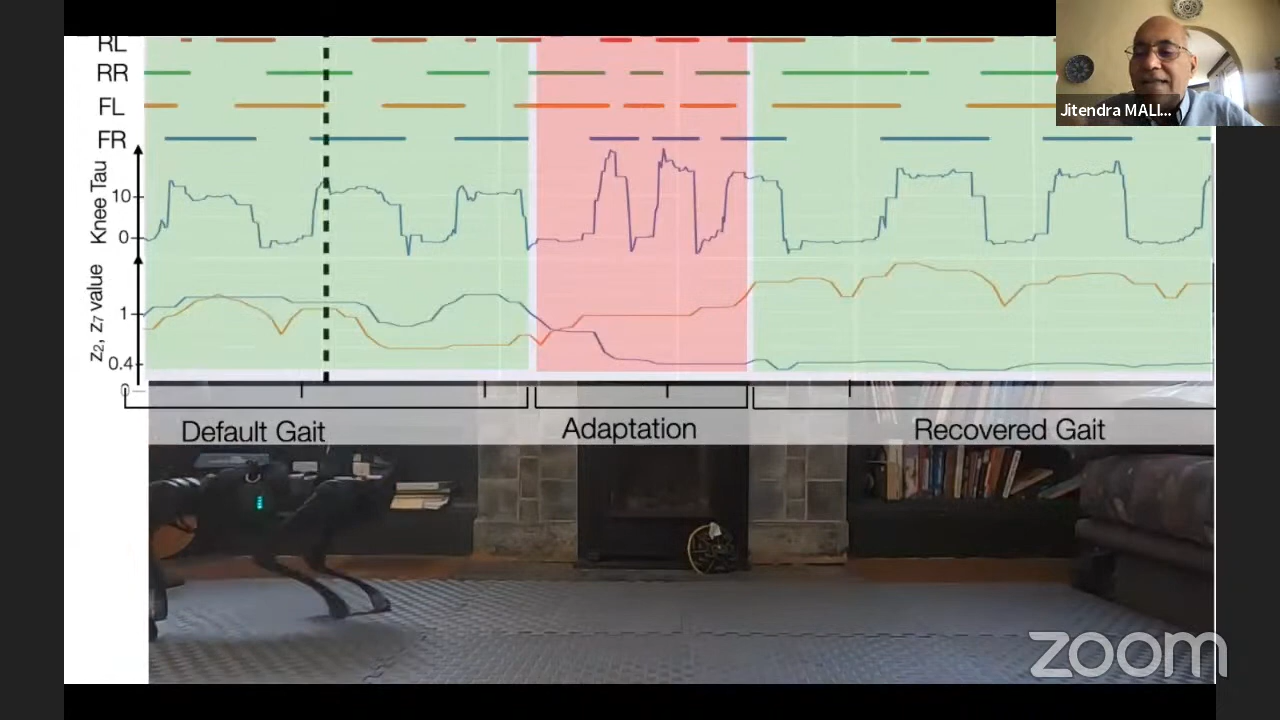 RL
RR
FL
FR
Knee Tau
10
0
z2, z7 value
1
0.4
0
Default Gait
Adaptation
Recovered Gait
Jitendra MALI...
zoom